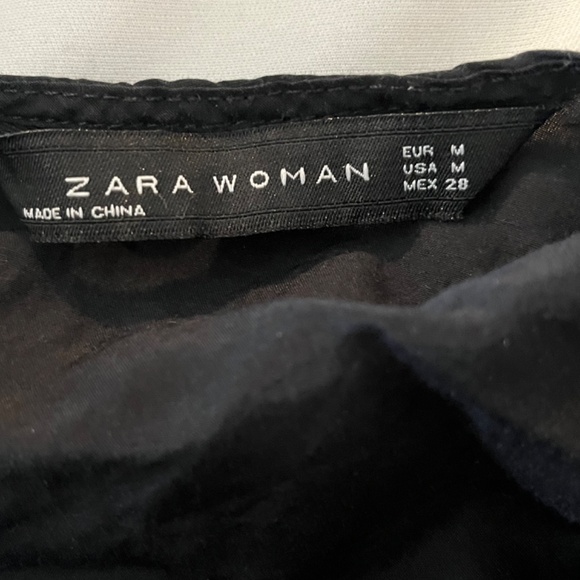 ZARA WOMAN
MADE IN CHINA
EUR M
USA M
MEX 28